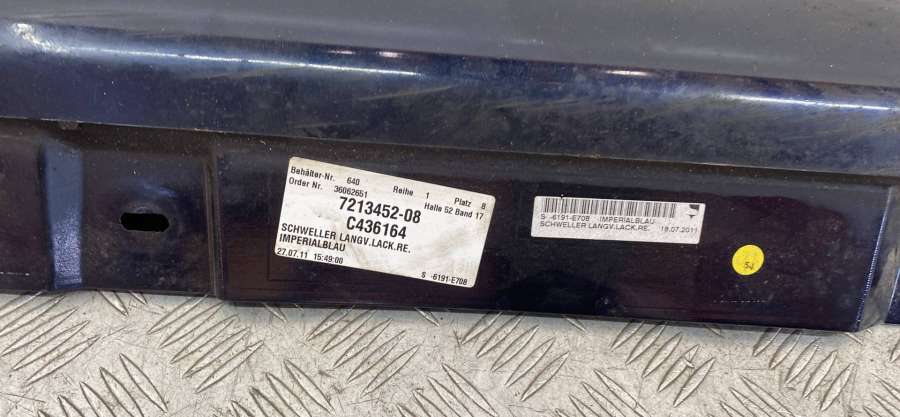 Behälter-Nr. 640
Order Nr. 36062651
Reihe 1 Platz 8
Halle 52 Band 17
7213452-08
C436164
SCHWELLER LANGV.LACK.RE.
IMPERIALBLAU
27.07.11 15:49:00
S -6191-E708
S -6191-E708 IMPERIALBLAU
SCHWELLER LANGV.LACK.RE. 18.07.2011